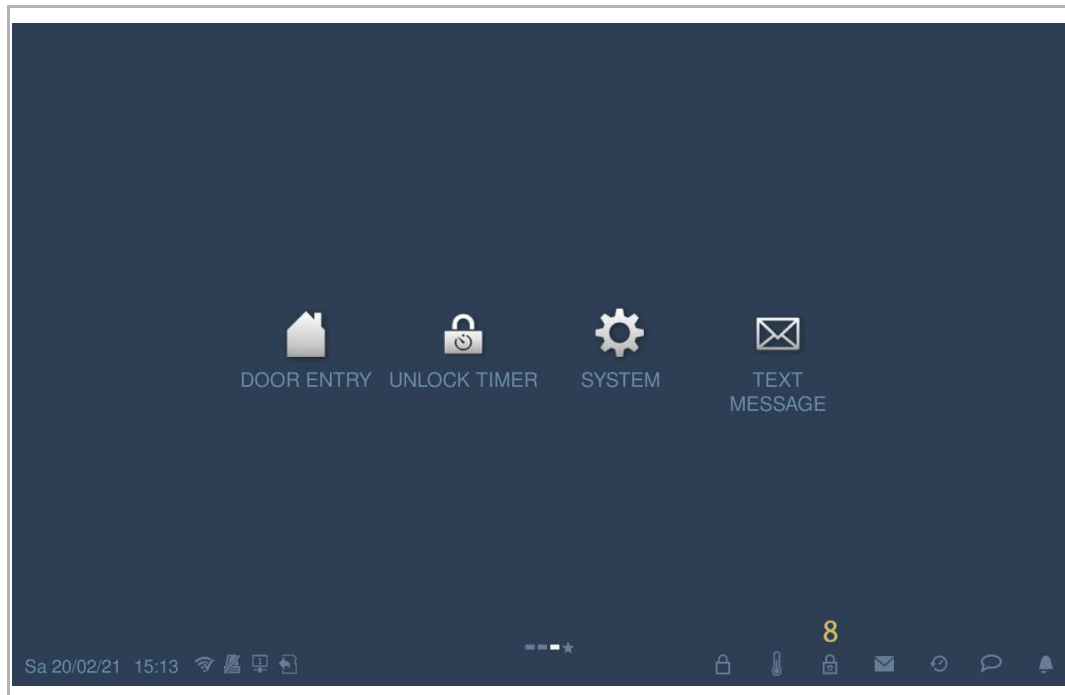 DOOR ENTRY
UNLOCK TIMER
SYSTEM
TEXT
MESSAGE
8
Sa 20/02/21 15:13